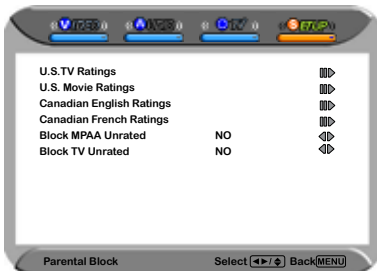 VIDEO AUDIO SETUP
U.S.TV Ratings
U.S. Movie Ratings
Canadian English Ratings
Canadian French Ratings
Block MPAA Unrated NO
Block TV Unrated NO
Parental Block Select Back MENU